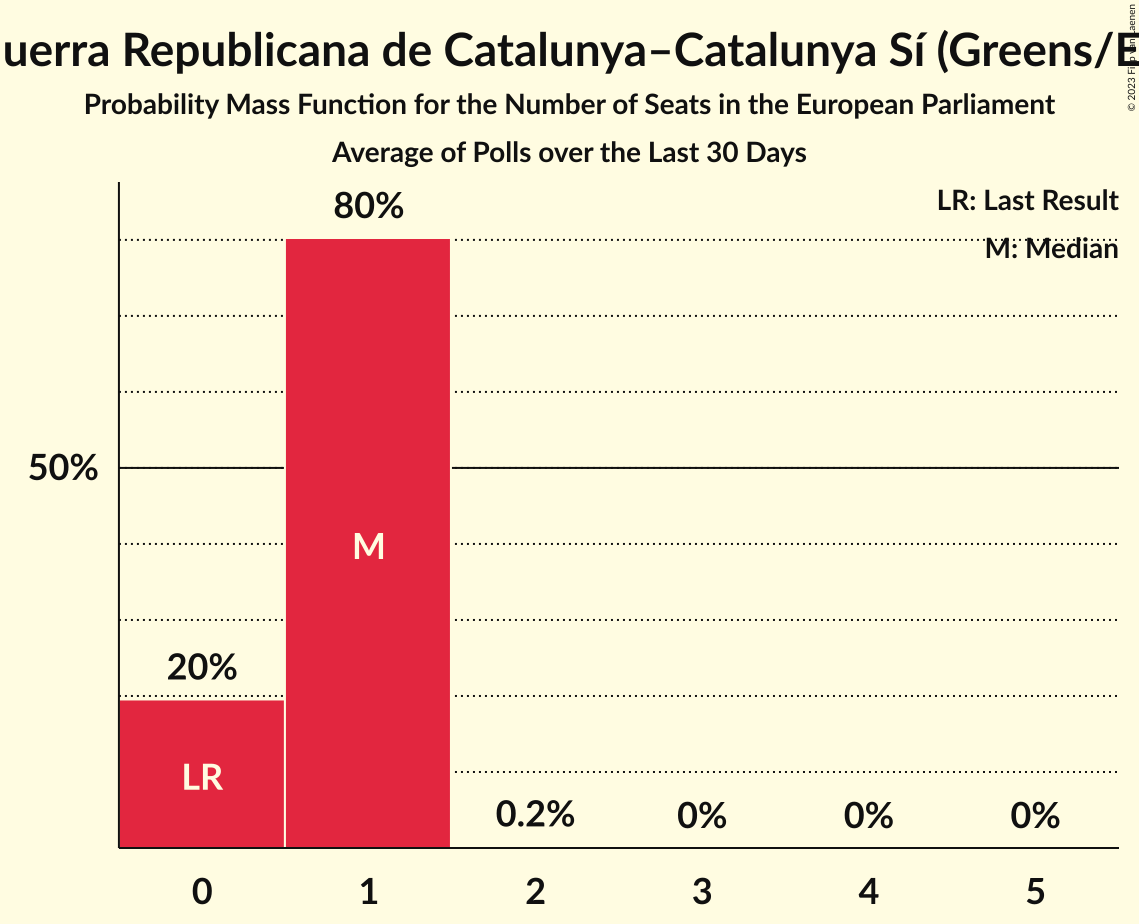 uerra Republicana de Catalunya–Catalunya Sí (Greens/E
Probability Mass Function for the Number of Seats in the European Parliament
Average of Polls over the Last 30 Days
LR: Last Result
M: Median
80%
50%
M
20%
LR
0.2%
0%
0%
0%
0 1 2 3 4 5
© 2023